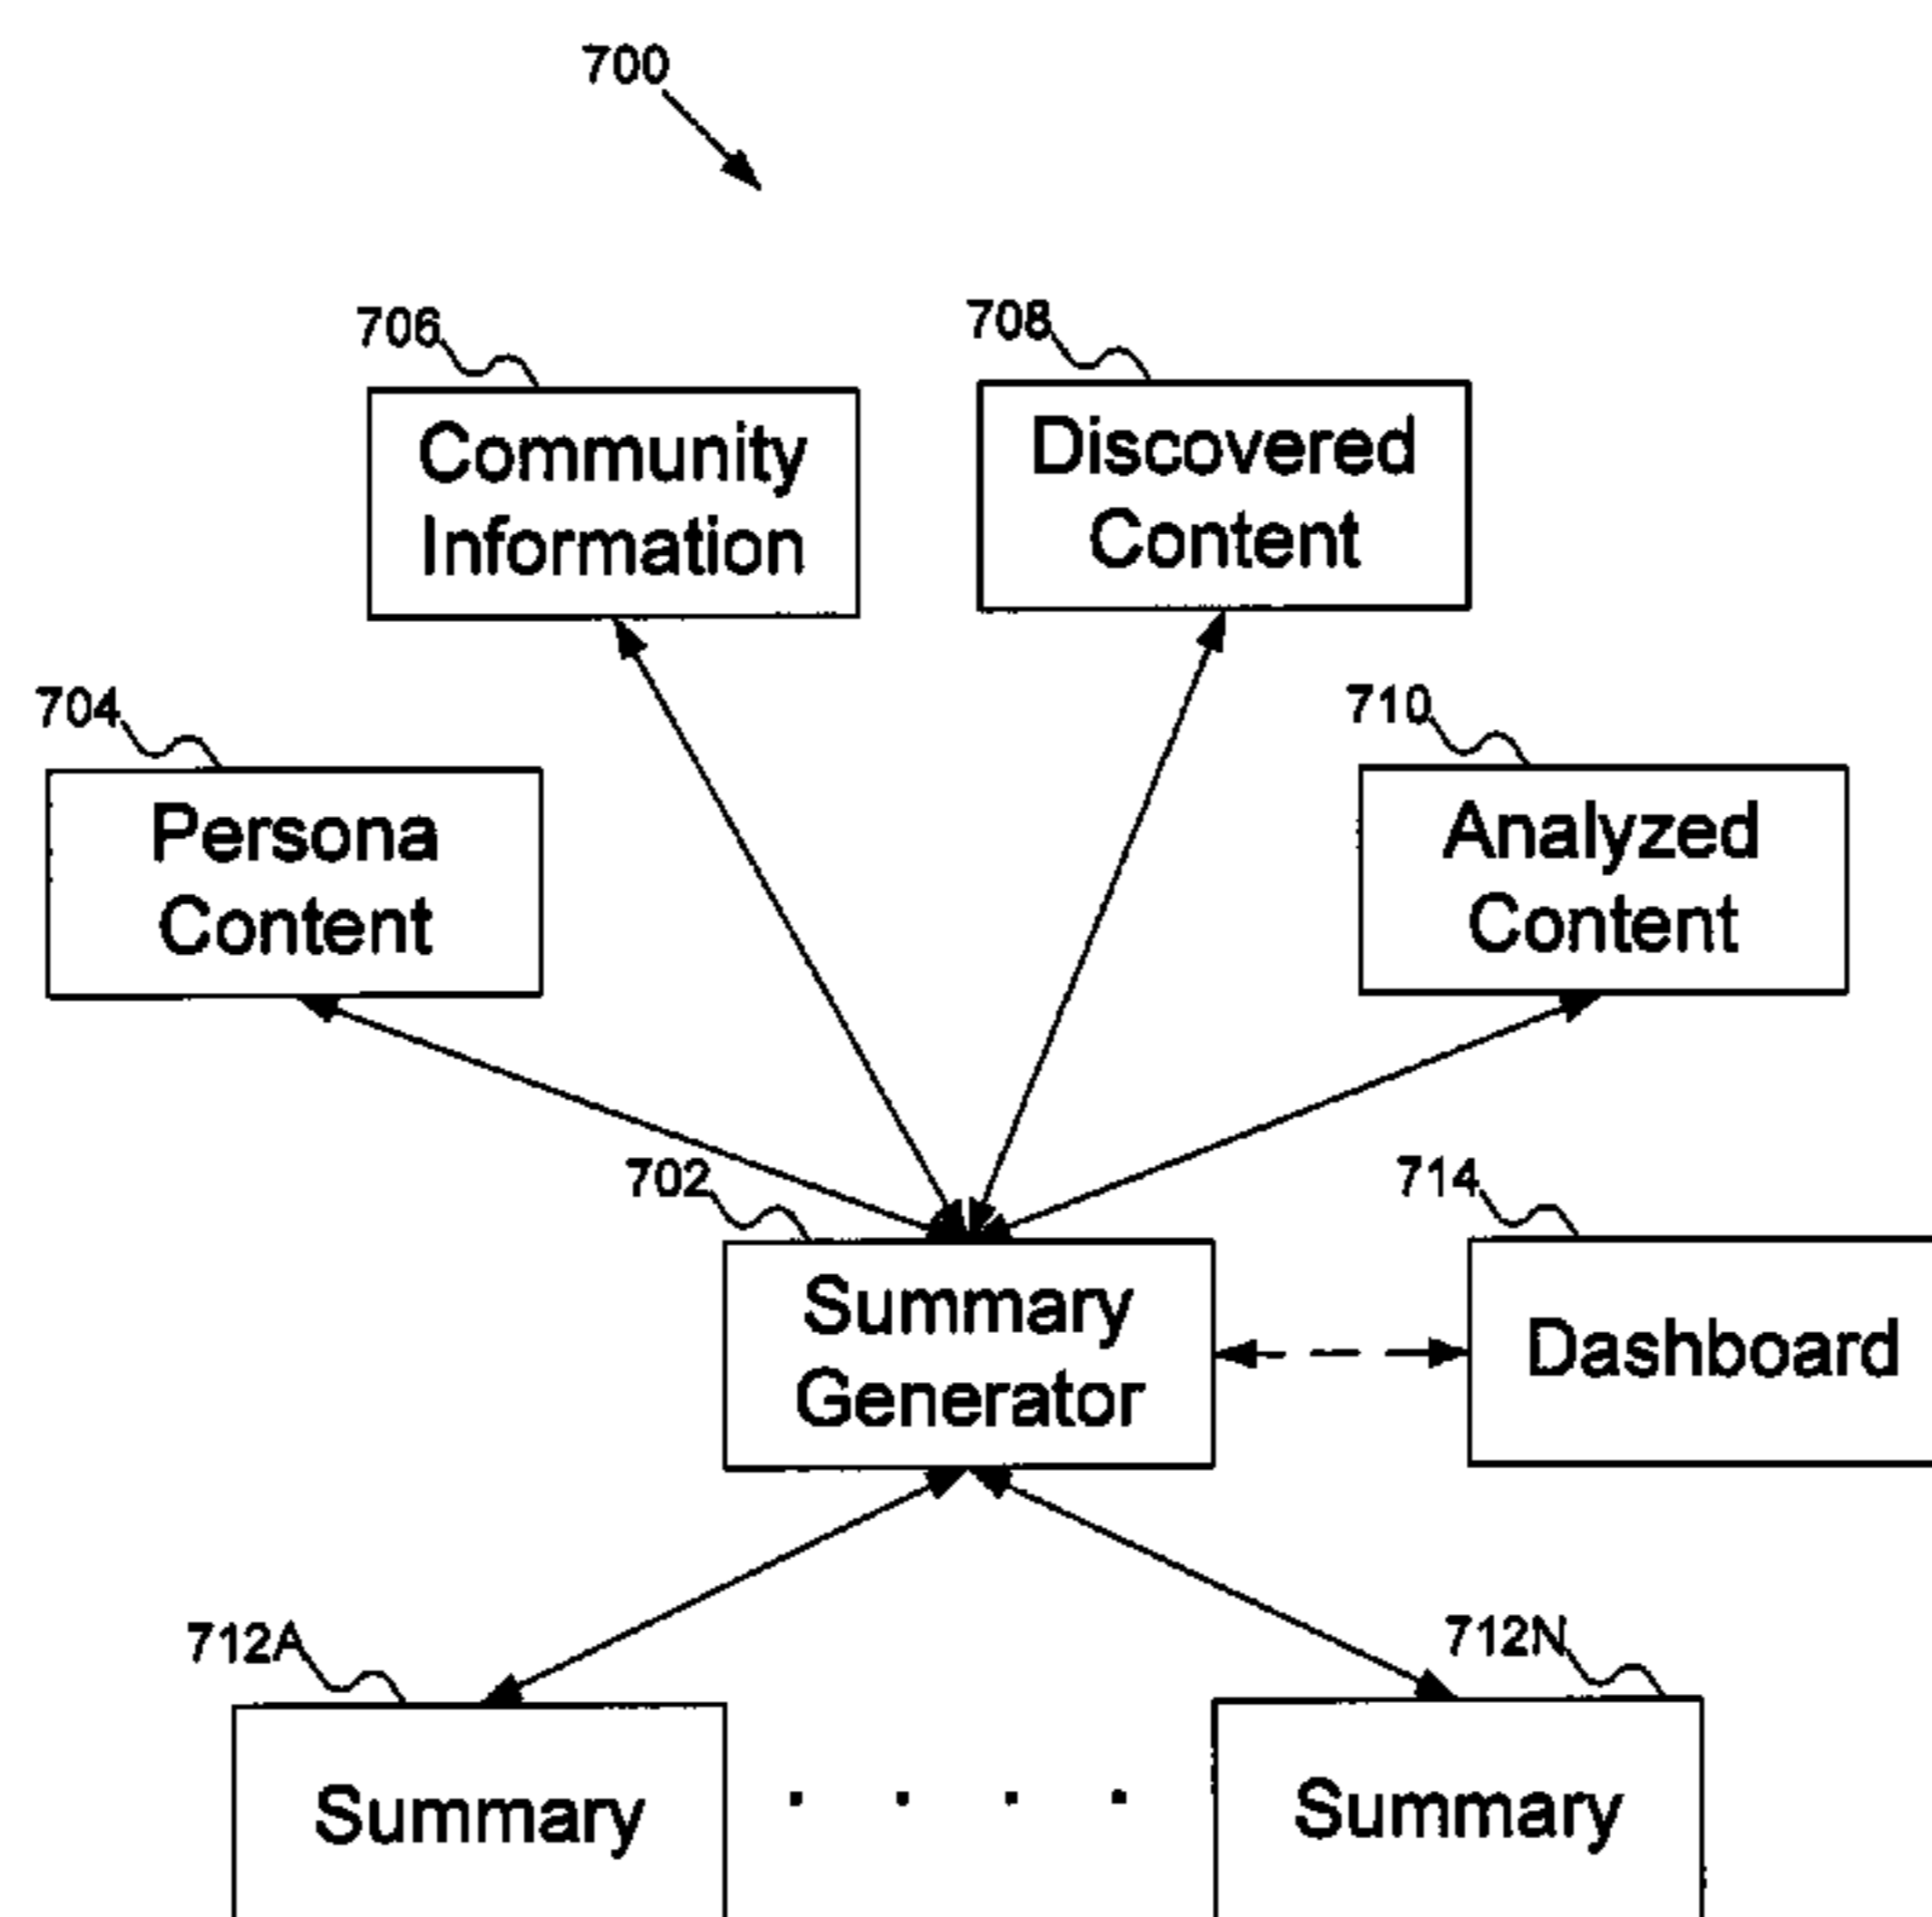 700
706
Community
Information
708
Discovered
Content
704
Persona
Content
710
Analyzed
Content
702
Summary
Generator
714
Dashboard
712A
Summary
712N
Summary